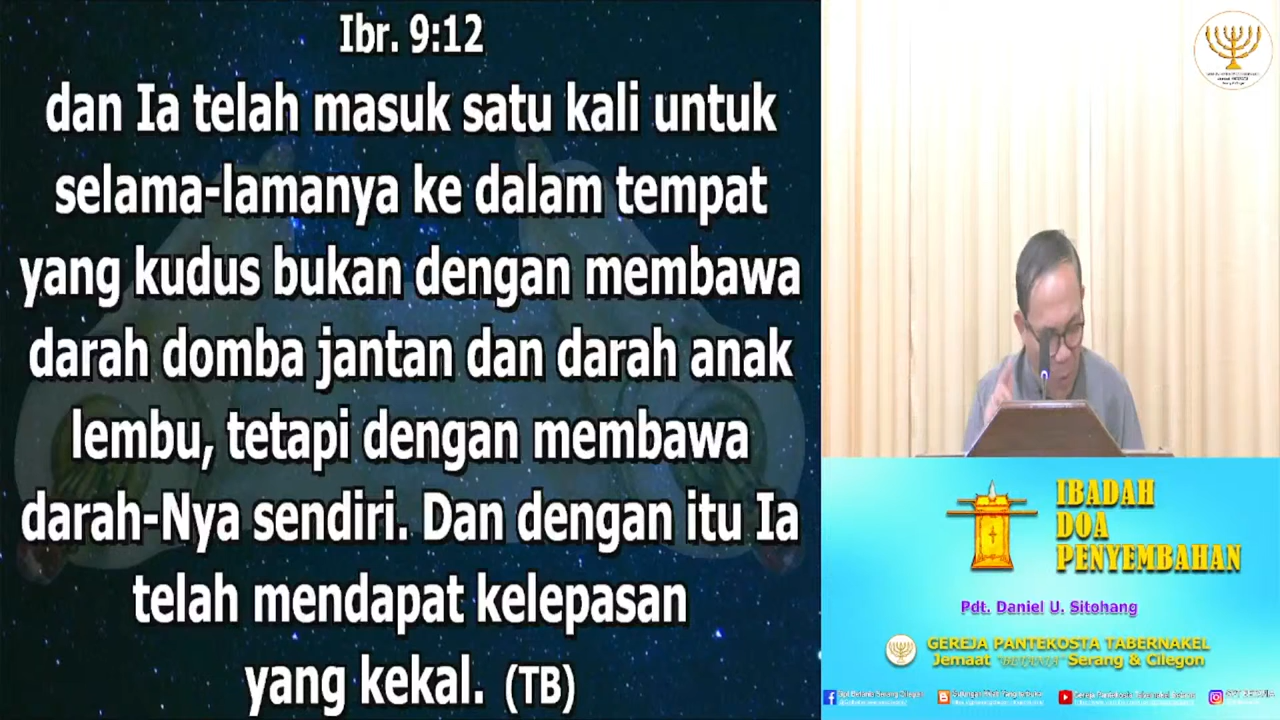 Ibr. 9:12
dan Ia telah masuk satu kali untuk
selama-lamanya ke dalam tempat
yang kudus bukan dengan membawa
darah domba jantan dan darah anak
lembu, tetapi dengan membawa
darah-Nya sendiri. Dan dengan itu Ia
telah mendapat kelepasan
yang kekal. (TB)
IBADAH
DOA
PENYEMBAHAN
Pdt. Daniel U. Sitohang
GEREJA PANTEKOSTA TABERNAKEL
Jemaat "BETANIA" Serang & Cilegon